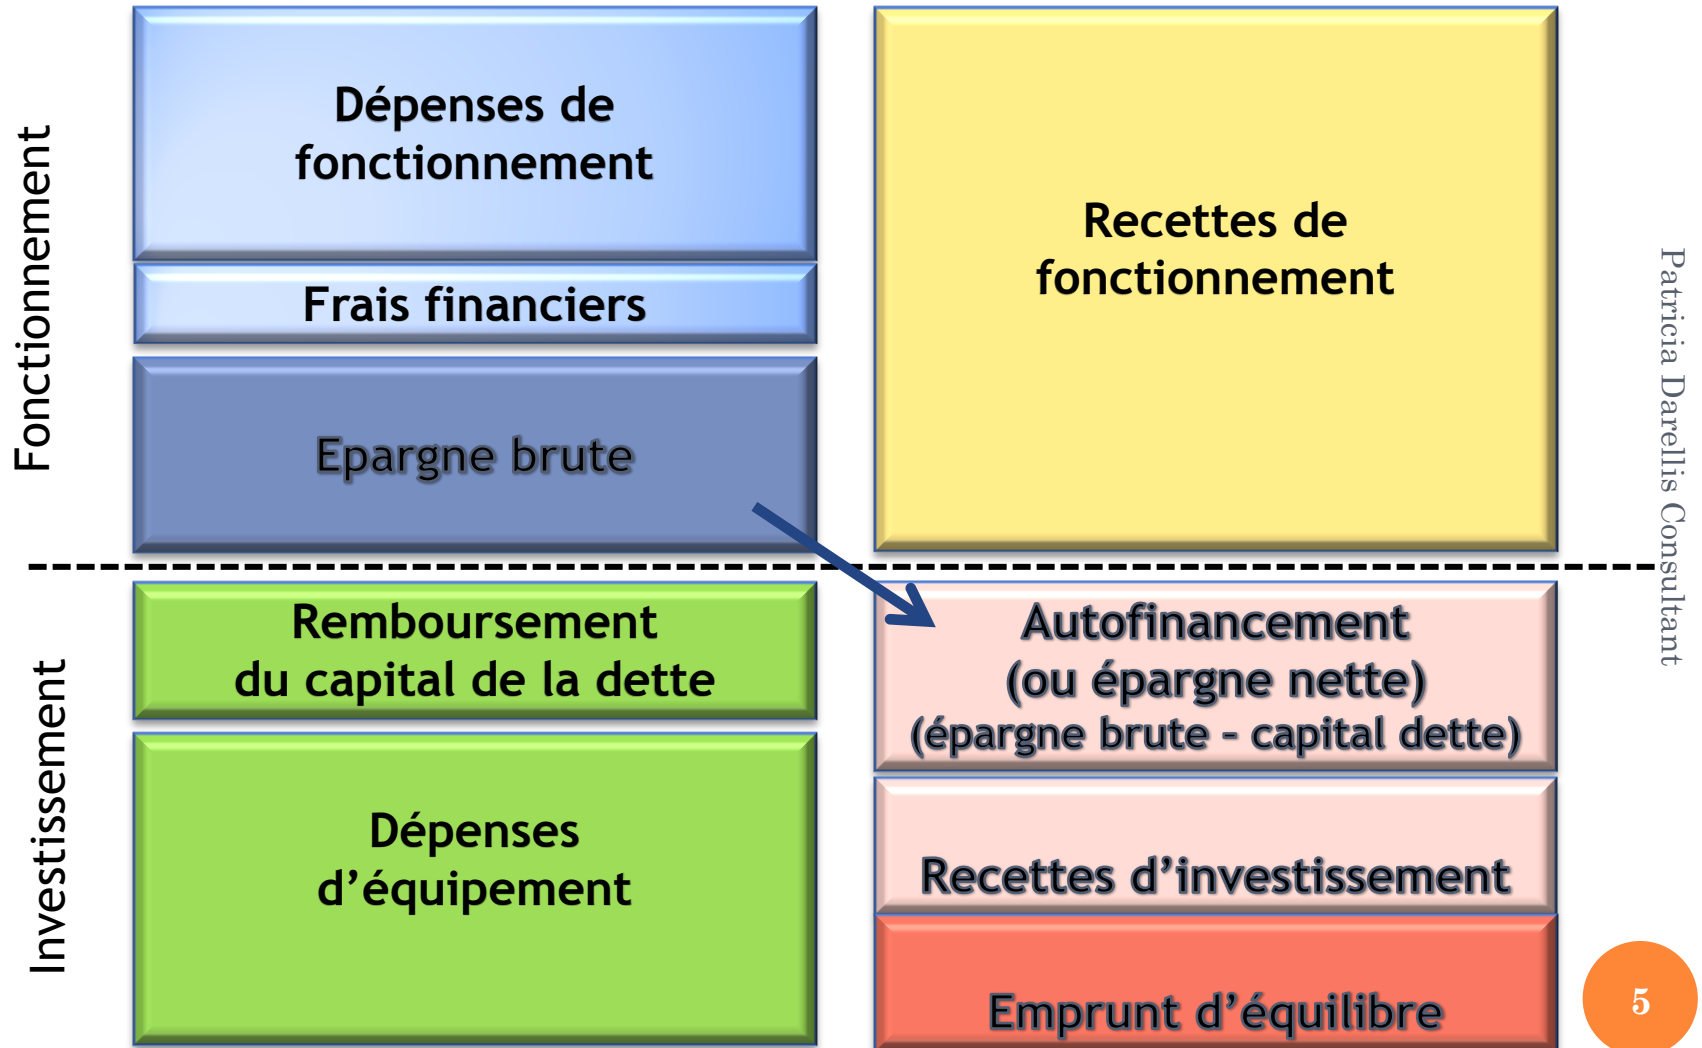 Fonctionnement
Dépenses de
fonctionnement
Frais financiers
Epargne brute
Recettes de
fonctionnement
Investissement
Remboursement
du capital de la dette
Dépenses
d’équipement
Autofinancement
(ou épargne nette)
(épargne brute – capital dette)
Recettes d’investissement
Emprunt d’équilibre
Patricia Darellis Consultant
5